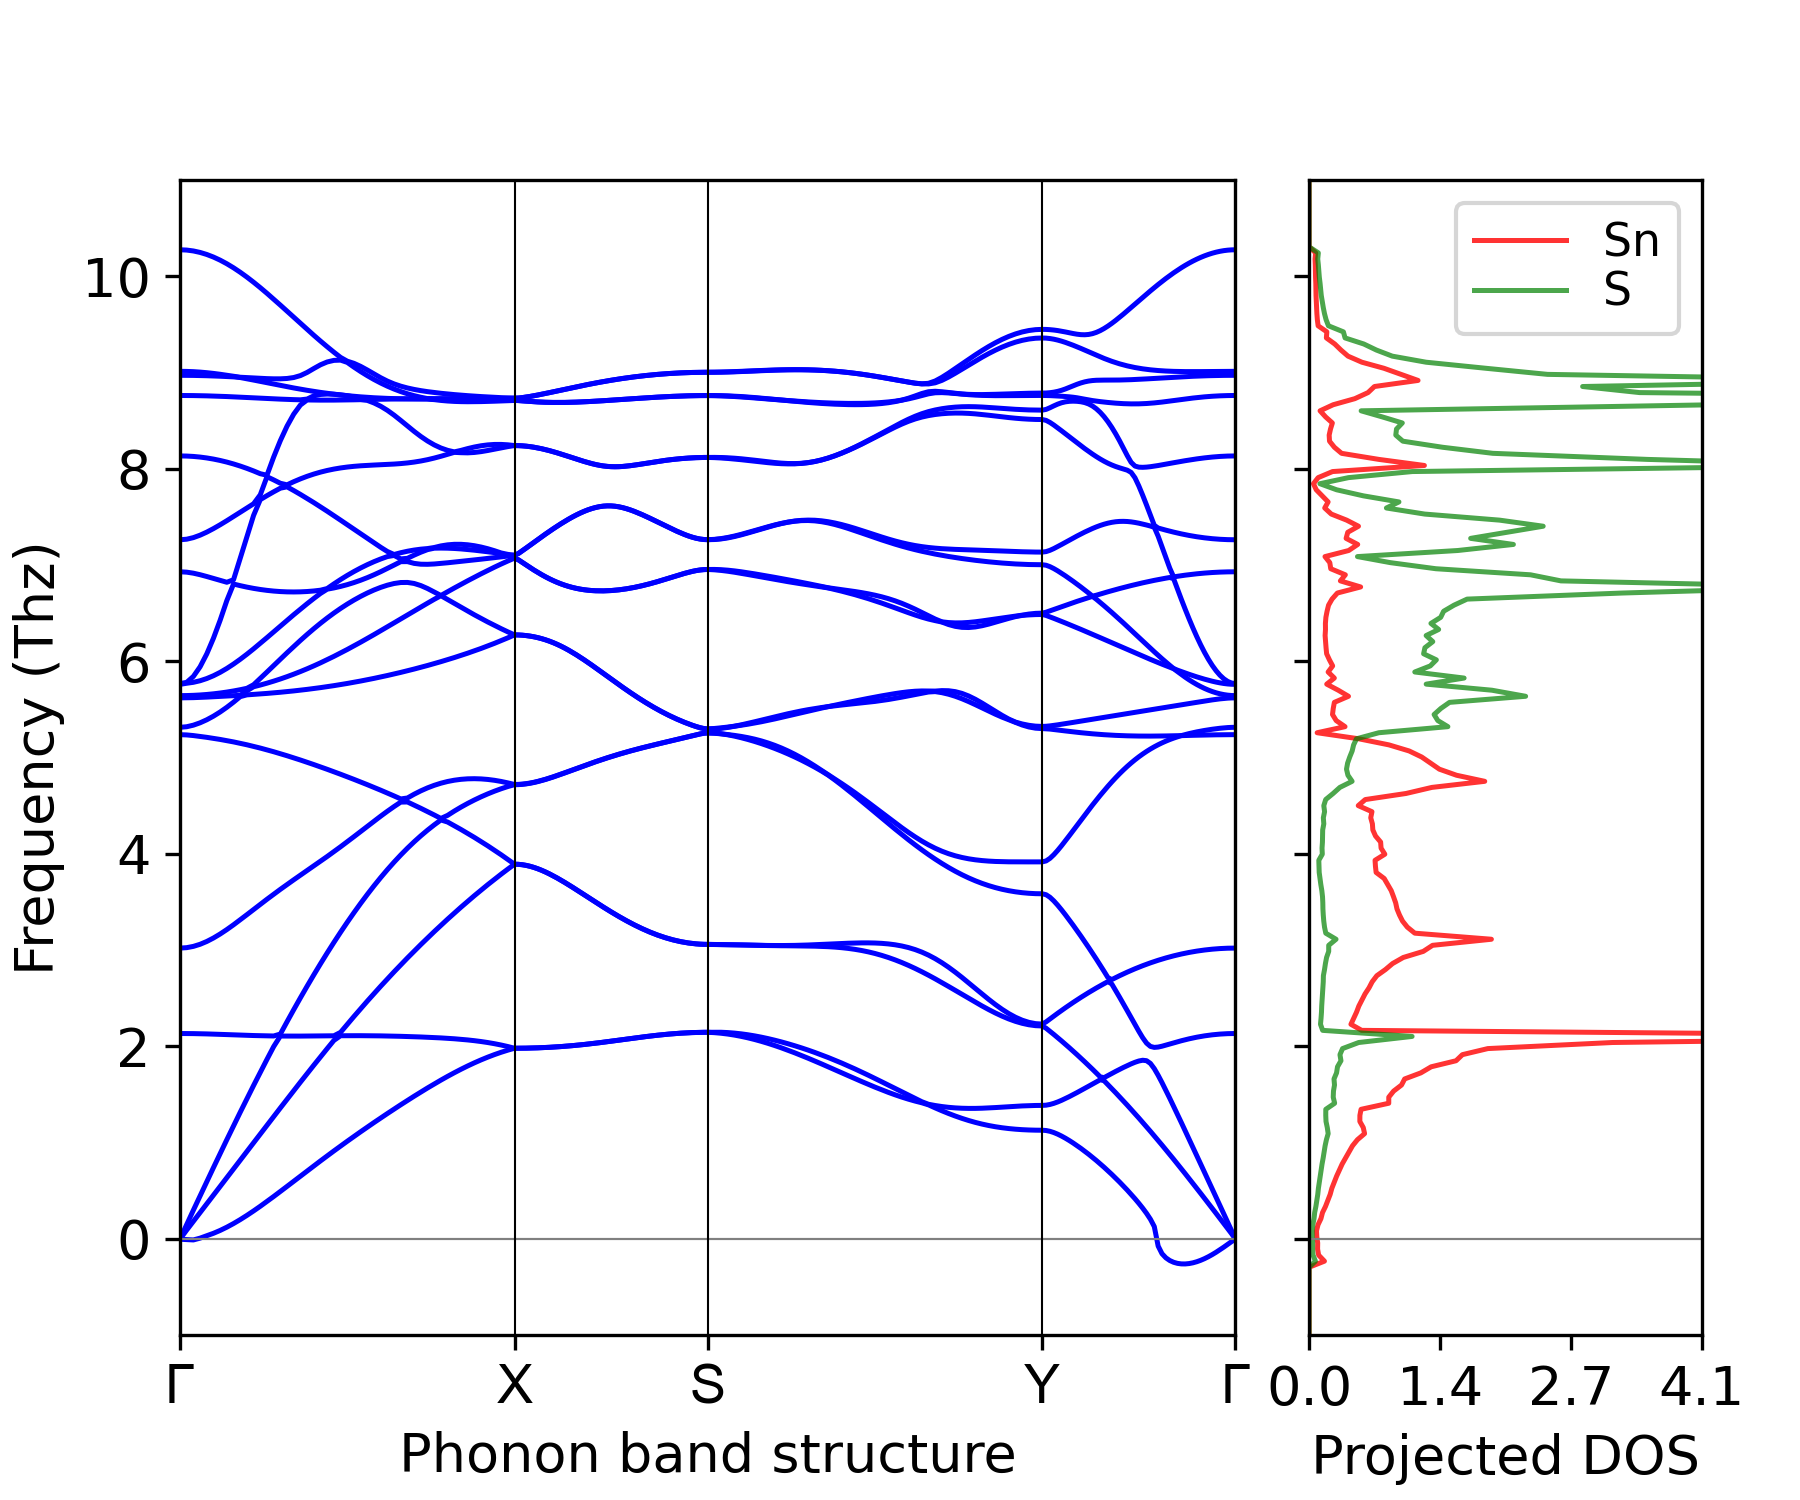 Frequency (Thz)
10
8
6
4
2
0
Γ X S Y Γ
Phonon band structure
Sn
S
0.0 1.4 2.7 4.1
Projected DOS